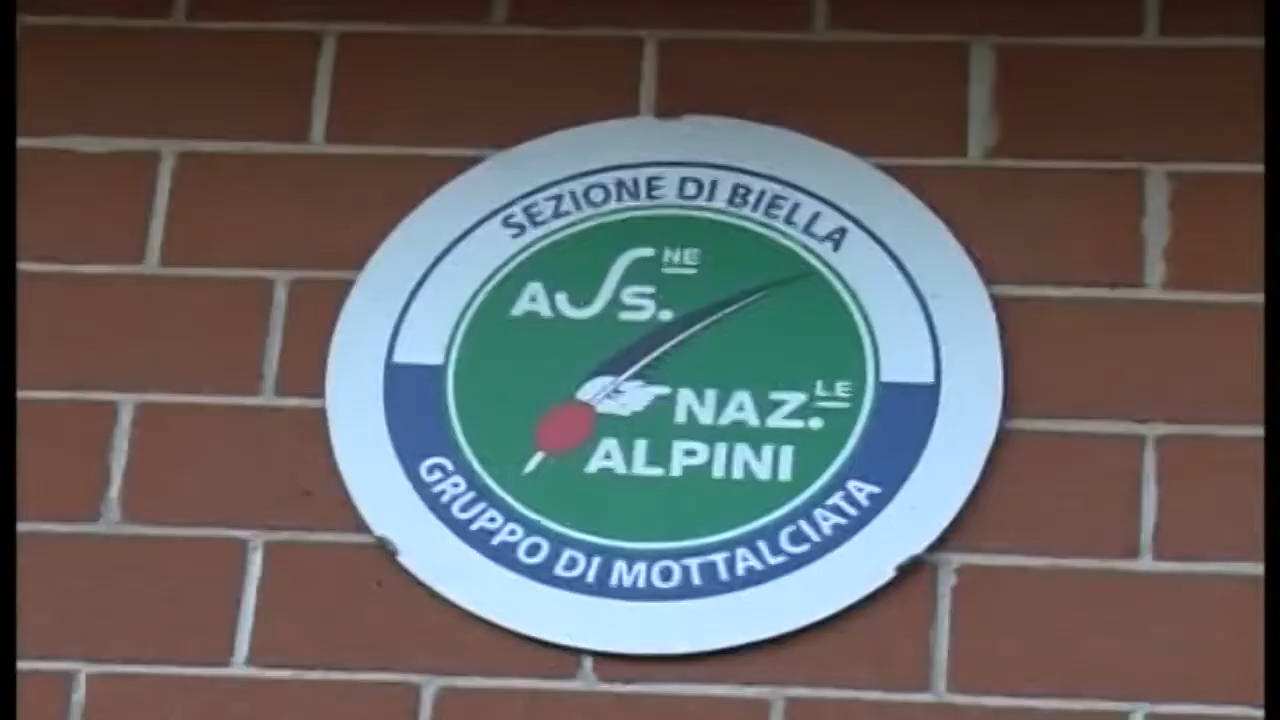 SEZIONE DI BIELLA
ASS.NE
NAZ.LE
ALPINI
GRUPPO DI MOTTALCIATA